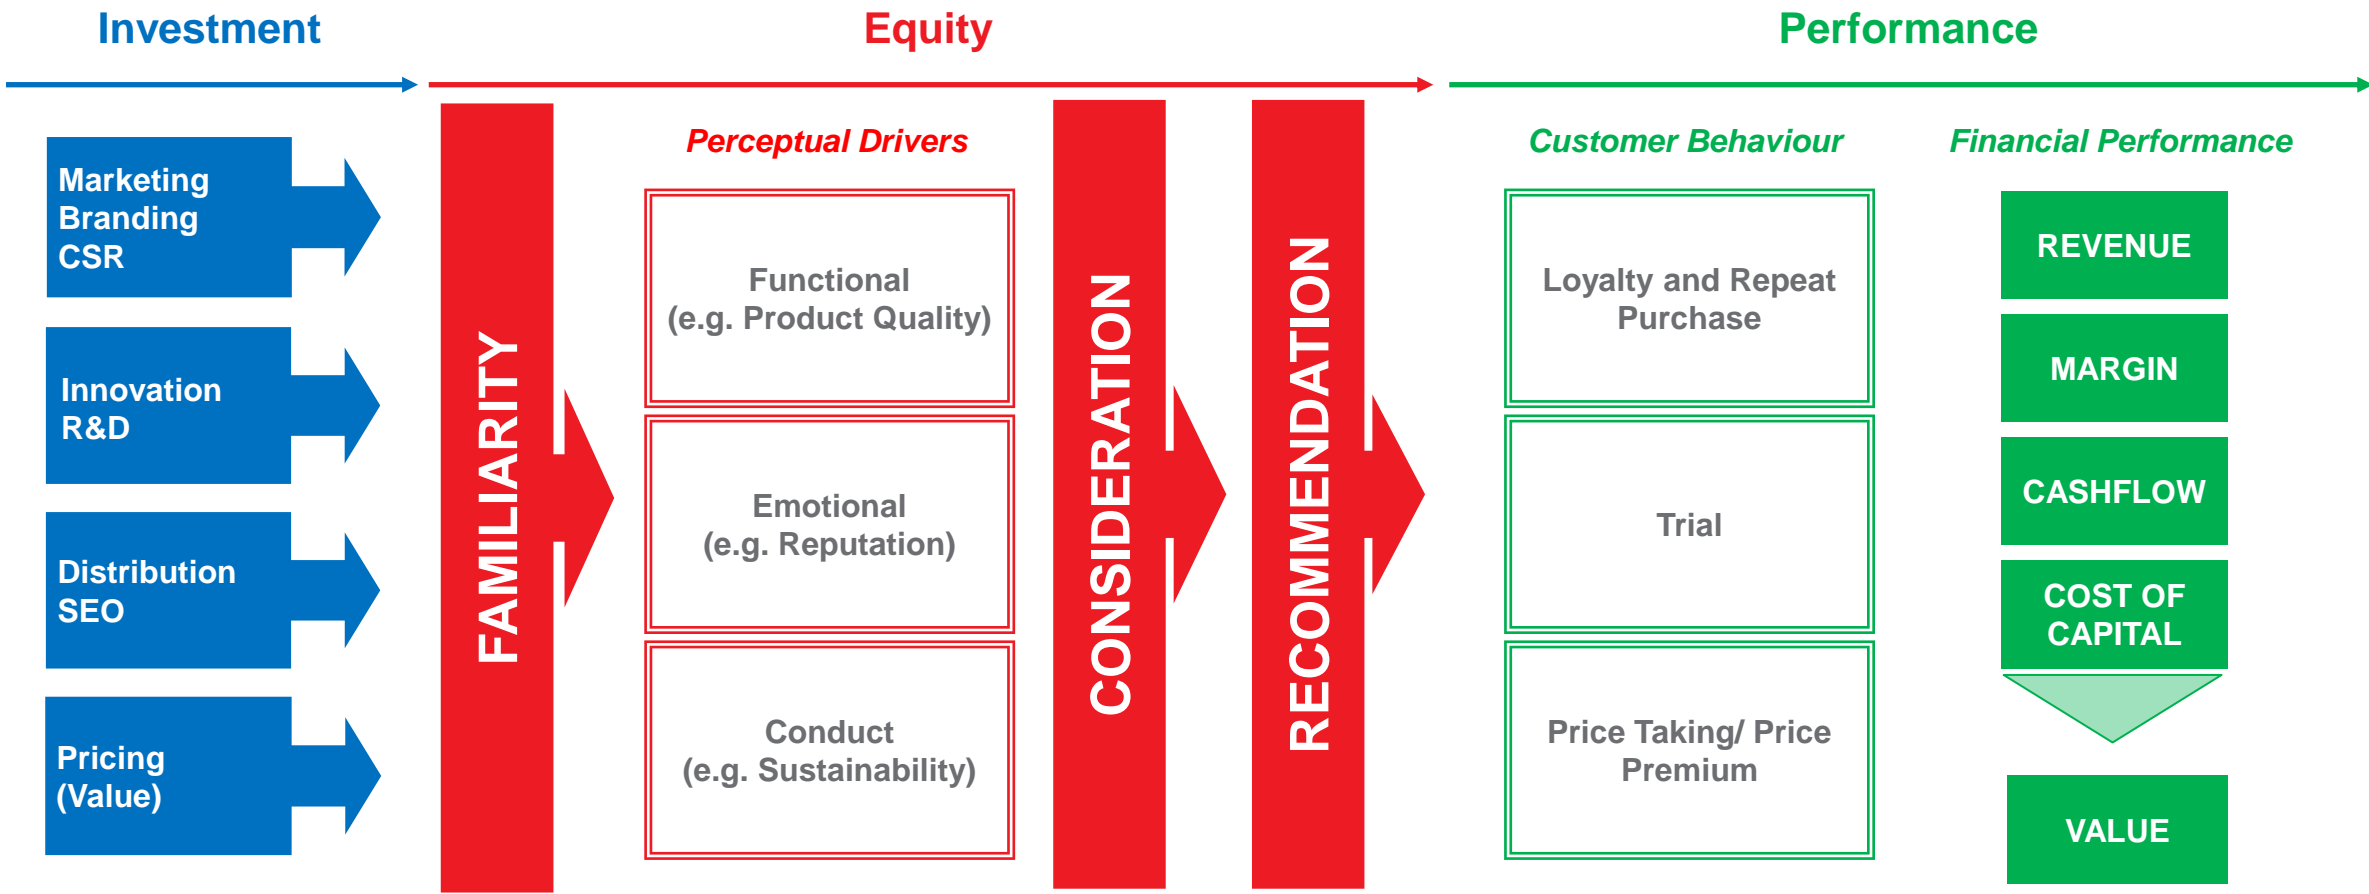 Investment
Equity
Performance
Marketing
Branding
CSR
Innovation
R&D
Distribution
SEO
Pricing
(Value)
FAMILIARITY
Perceptual Drivers
Functional
(e.g. Product Quality)
Emotional
(e.g. Reputation)
Conduct
(e.g. Sustainability)
CONSIDERATION
RECOMMENDATION
Customer Behaviour
Loyalty and Repeat
Purchase
Trial
Price Taking/ Price
Premium
Financial Performance
REVENUE
MARGIN
CASHFLOW
COST OF
CAPITAL
VALUE